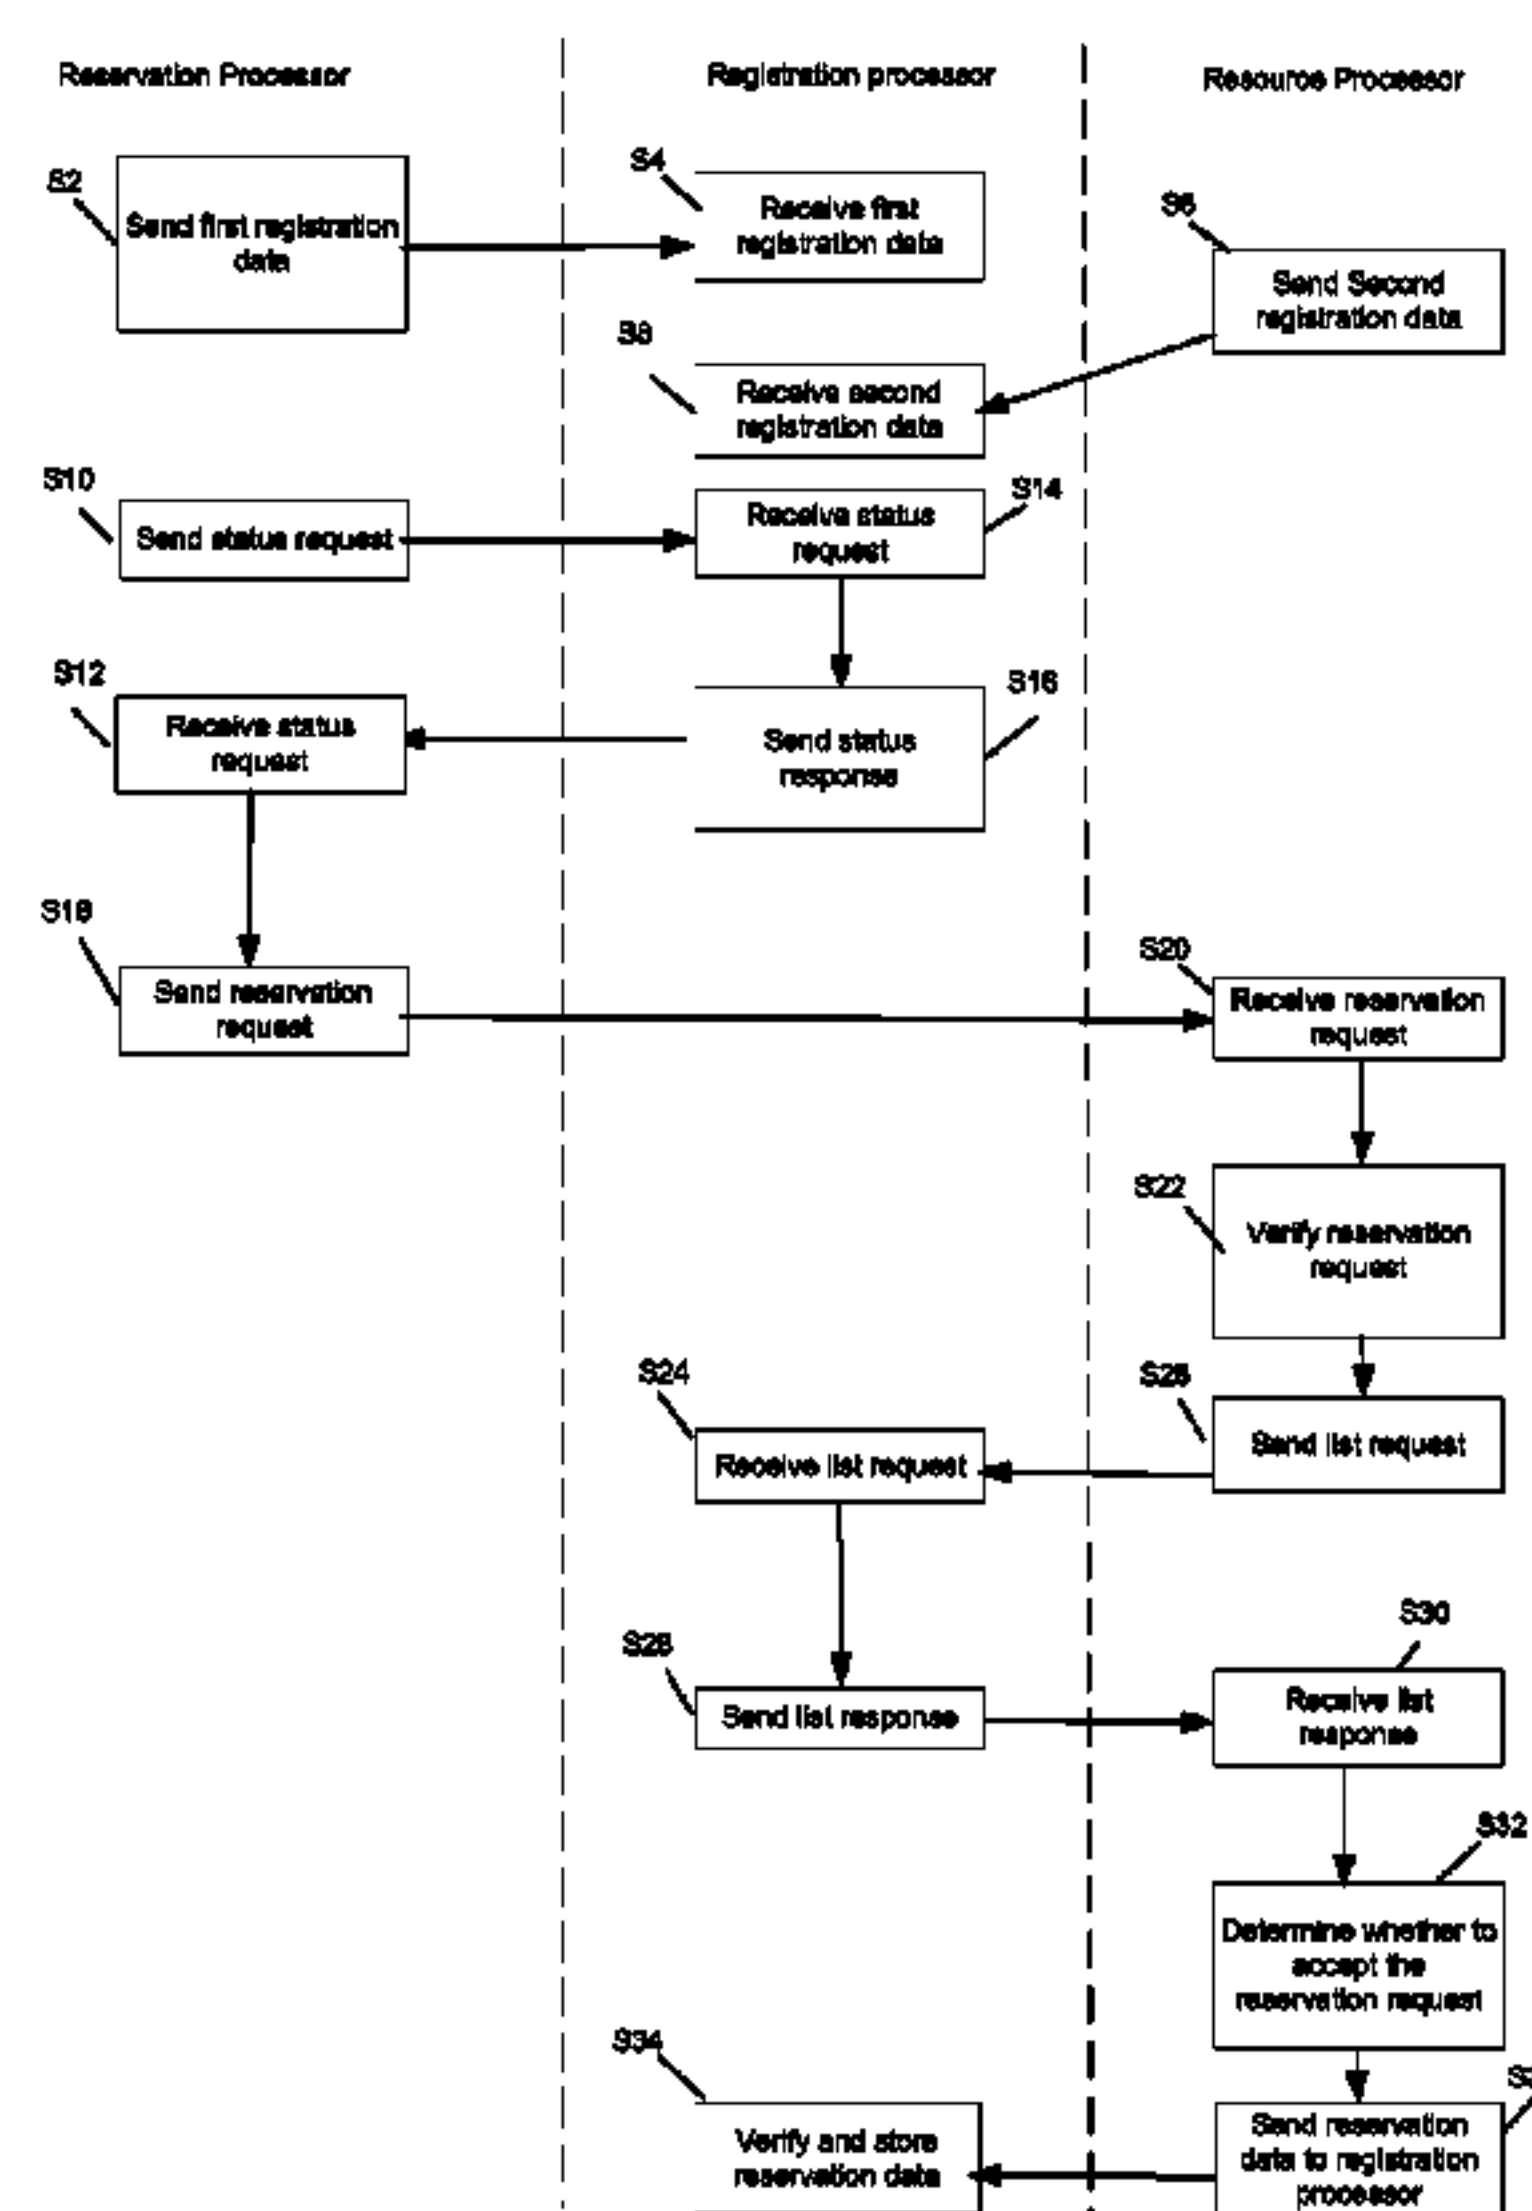 Reservation Processor
Registration processor
Resource Processor
S2
Send first registration
data
S4
Receive first
registration data
S6
Send Second
registration data
S8
Receive second
registration data
S10
Send status request
S14
Receive status
request
S12
Receive status
request
S16
Send status
response
S18
Send reservation
request
S20
Receive reservation
request
S22
Verify reservation
request
S24
Receive list request
Send list request
S28
Send list response
S30
Receive list
response
S32
Determine whether to
accept the
reservation request
S34
Verify and store
reservation data
Send reservation
data to registration
processor